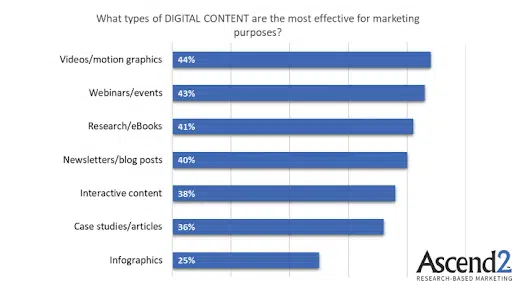 What types of DIGITAL CONTENT are the most effective for marketing
purposes?
Videos/motion graphics 44%
Webinars/events 43%
Research/eBooks 41%
Newsletters/blog posts 40%
Interactive content 38%
Case studies/articles 36%
Infographics 25%
Ascend2
RESEARCH-BASED MARKETING